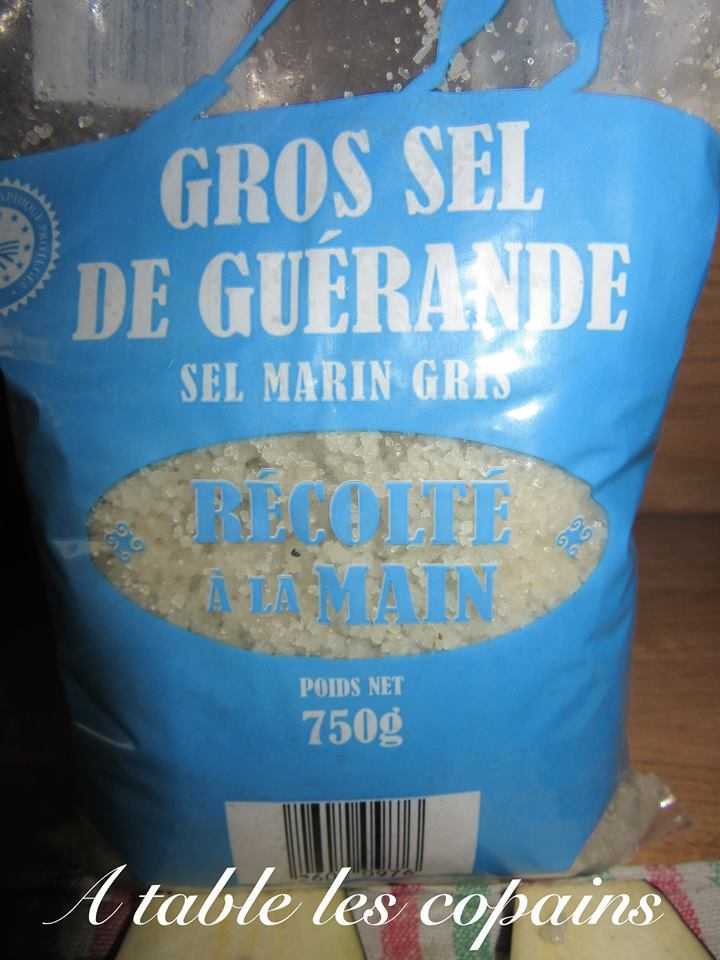 GROS SEL
DE GUÉRANDE
SEL MARIN GRIS
RÉCOLTÉ
À LA MAIN
POIDS NET
750g
A table les copains